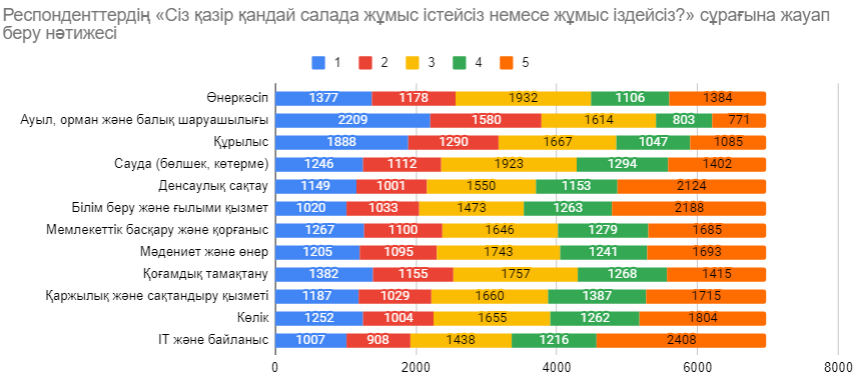 Респонденттердің «Сіз қазір қандай салада жұмыс істейсіз немесе жұмыс іздейсіз?» сұрағына жауап
беру нәтижесі
1 2 3 4 5
Өнеркәсіп 1377 1178 1932 1106 1384
Ауыл, орман және балық шаруашылығы 2209 1580 1614 803 771
Құрылыс 1888 1290 1667 1047 1085
Сауда (бөлшек, көтерме) 1246 1112 1923 1294 1402
Денсаулық сақтау 1149 1001 1550 1153 2124
Білім беру және ғылыми қызмет 1020 1033 1473 1263 2188
Мемлекеттік басқару және қорғаныс 1267 1100 1646 1279 1685
Мәдениет және өнер 1205 1095 1743 1241 1693
Қоғамдық тамақтану 1382 1155 1757 1268 1415
Қаржылық және сақтандыру қызметі 1187 1029 1660 1387 1715
Көлік 1252 1004 1655 1262 1804
IT және байланыс 1007 908 1438 1216 2408
0 2000 4000 6000 8000